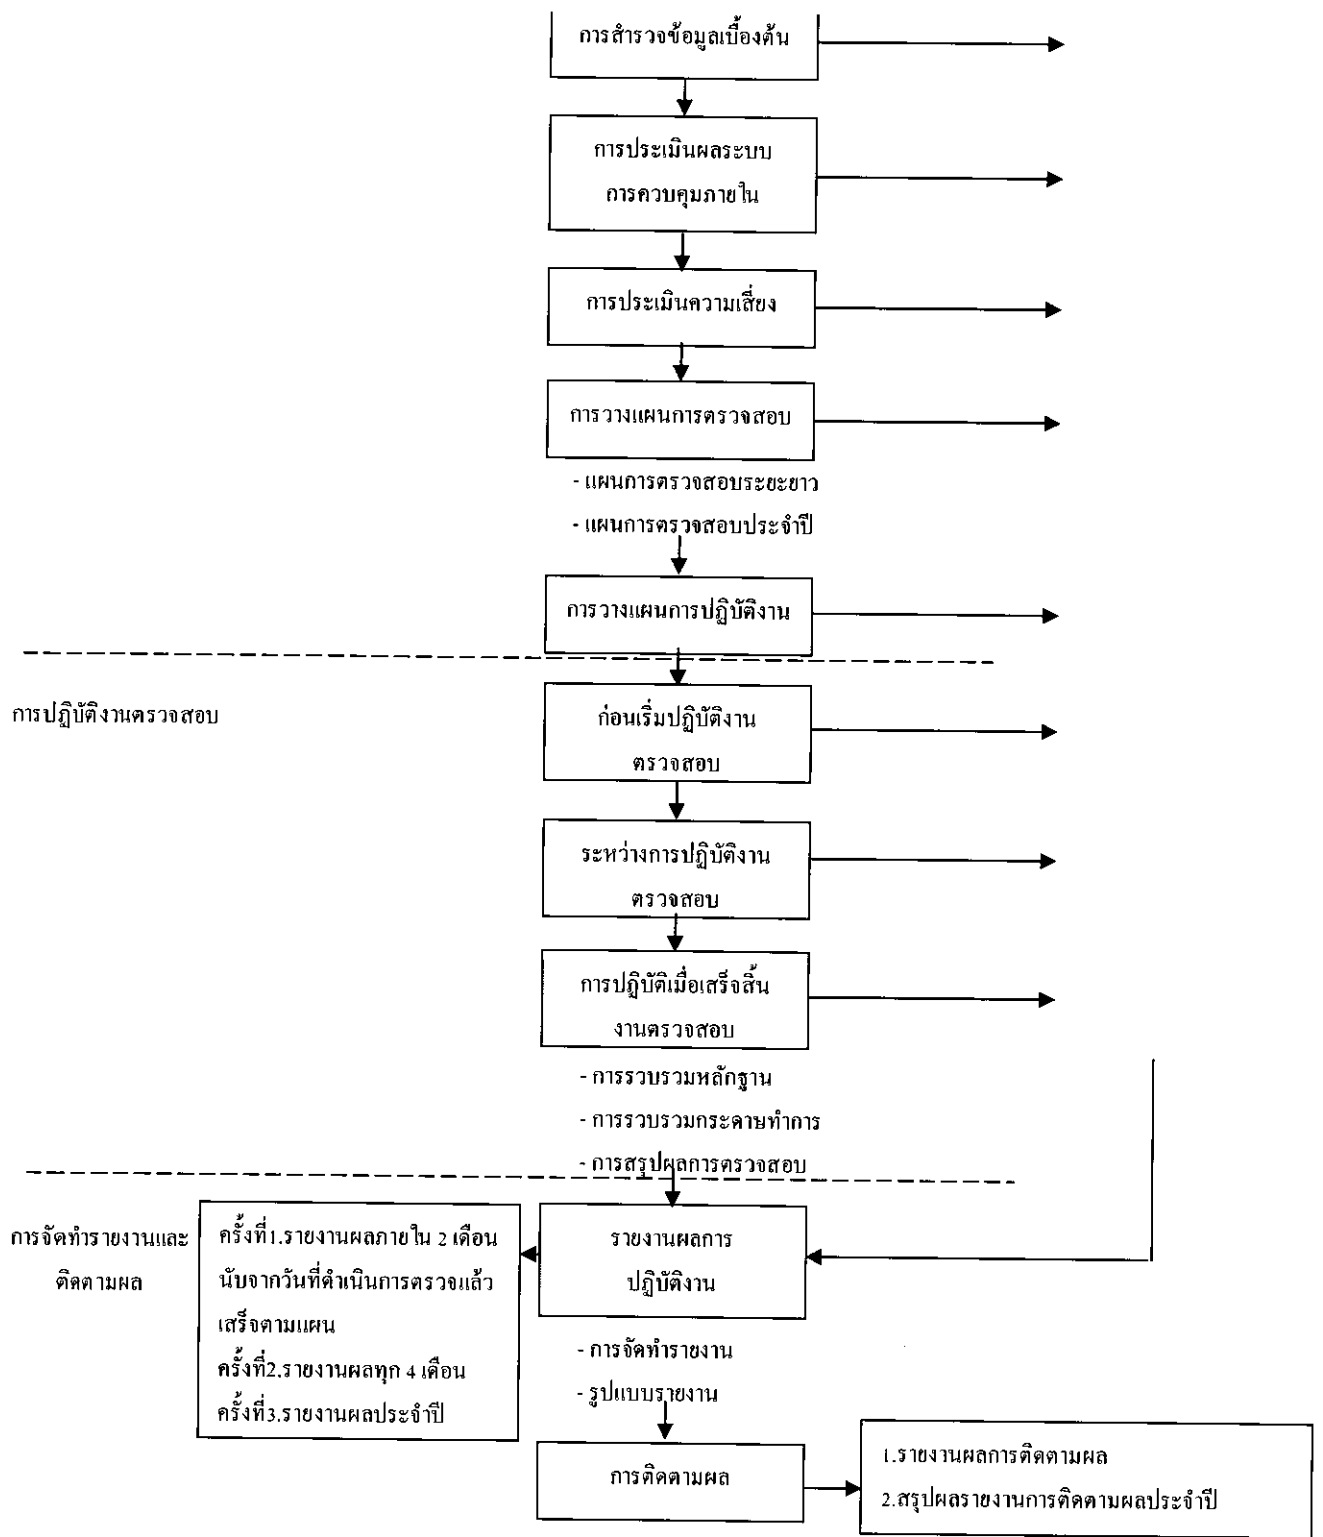 การสำรวจข้อมูลเบื้องต้น
การประเมินผลระบบ
การควบคุมภายใน
การประเมินความเสี่ยง
การวางแผนการตรวจสอบ
- แผนการตรวจสอบระยะยาว
- แผนการตรวจสอบประจำปี
การวางแผนการปฏิบัติงาน
การปฏิบัติงานตรวจสอบ
ก่อนเริ่มปฏิบัติงาน
ตรวจสอบ
ระหว่างการปฏิบัติงาน
ตรวจสอบ
การปฏิบัติเมื่อเสร็จสิ้น
งานตรวจสอบ
- การรวบรวมหลักฐาน
- การรวบรวมกระดาษทำการ
- การสรุปผลการตรวจสอบ
การจัดทำรายงานและ
ติดตามผล
ครั้งที่1.รายงานผลภายใน 2 เดือน
นับจากวันที่ดำเนินการตรวจแล้ว
เสร็จตามแผน
ครั้งที่2.รายงานผลทุก 4 เดือน
ครั้งที่3.รายงานผลประจำปี
รายงานผลการ
ปฏิบัติงาน
- การจัดทำรายงาน
- รูปแบบรายงาน
การติดตามผล
1.รายงานผลการติดตามผล
2.สรุปผลรายงานการติดตามผลประจำปี